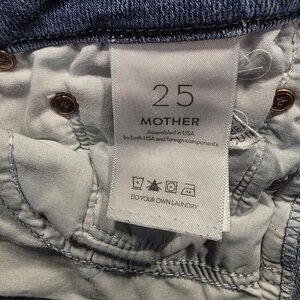 25
MOTHER
Assembled in USA
by both USA and foreign components
DO YOUR OWN LAUNDRY